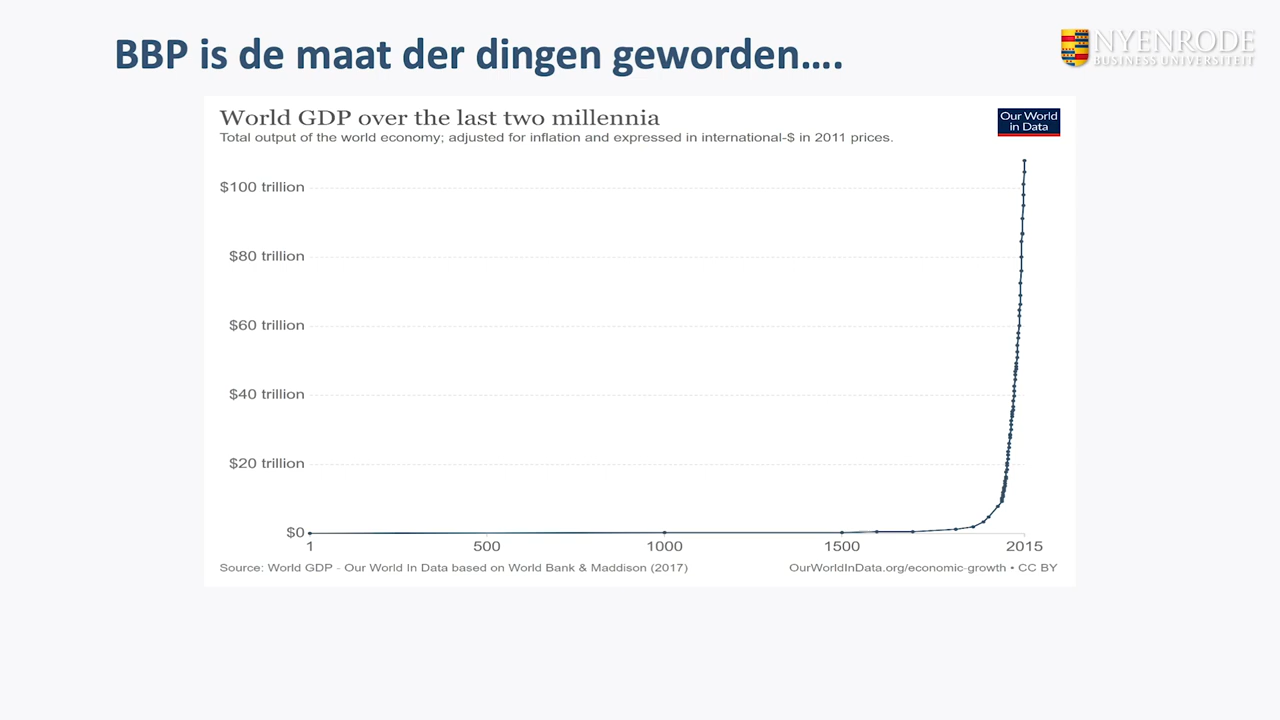 BBP is de maat der dingen geworden….
NYENRODE
BUSINESS UNIVERSITEIT
World GDP over the last two millennia
Our World
in Data
Total output of the world economy; adjusted for inflation and expressed in international-$ in 2011 prices.
$100 trillion
$80 trillion
$60 trillion
$40 trillion
$20 trillion
$0
1 500 1000 1500 2015
Source: World GDP - Our World In Data based on World Bank & Maddison (2017)
OurWorldInData.org/economic-growth • CC BY